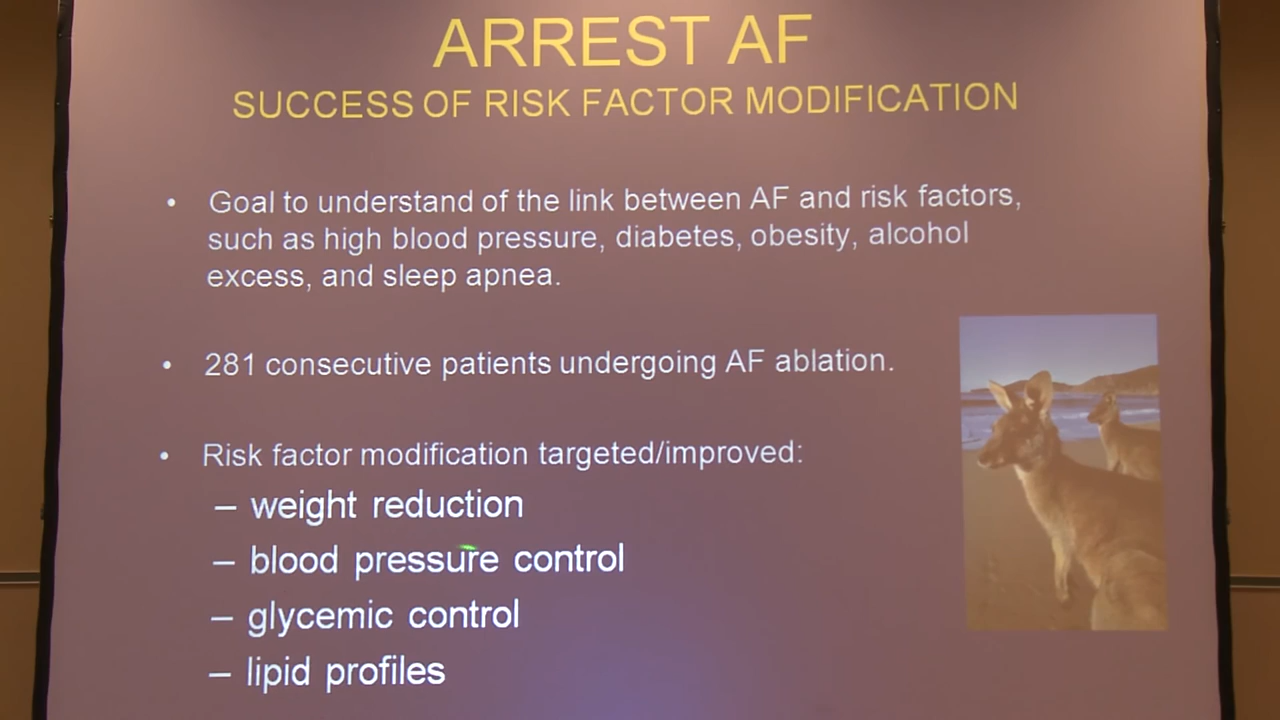 ARREST AF
SUCCESS OF RISK FACTOR MODIFICATION
• Goal to understand of the link between AF and risk factors,
such as high blood pressure, diabetes, obesity, alcohol
excess, and sleep apnea.
• 281 consecutive patients undergoing AF ablation.
• Risk factor modification targeted/improved:
– weight reduction
– blood pressure control
– glycemic control
– lipid profiles